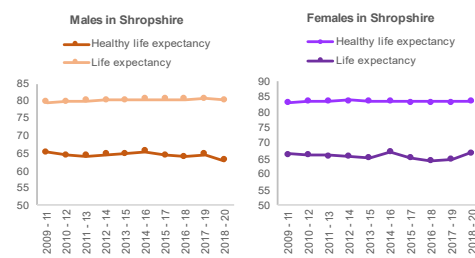 Males in Shropshire
Healthy life expectancy
Life expectancy
85
80
75
70
65
60
55
50
2009 - 11
2010 - 12
2011 - 13
2012 - 14
2013 - 15
2014 - 16
2015 - 17
2016 - 18
2017 - 19
2018 - 20
Females in Shropshire
Healthy life expectancy
Life expectancy
90
85
80
75
70
65
60
55
50
2009 - 11
2010 - 12
2011 - 13
2012 - 14
2013 - 15
2014 - 16
2015 - 17
2016 - 18
2017 - 19
2018 - 20